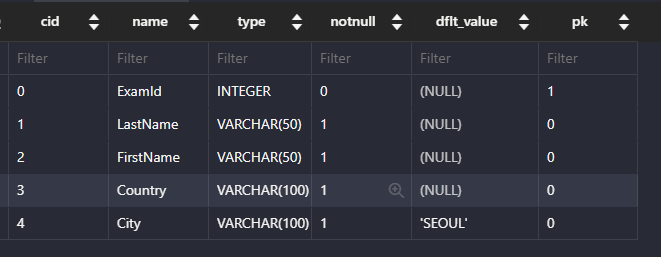 cid name type notnull dflt_value pk
Filter Filter Filter Filter Filter Filter
0 ExamId INTEGER 0 (NULL) 1
1 LastName VARCHAR(50) 1 (NULL) 0
2 FirstName VARCHAR(50) 1 (NULL) 0
3 Country VARCHAR(100) 1 (NULL) 0
4 City VARCHAR(100) 1 'SEOUL' 0